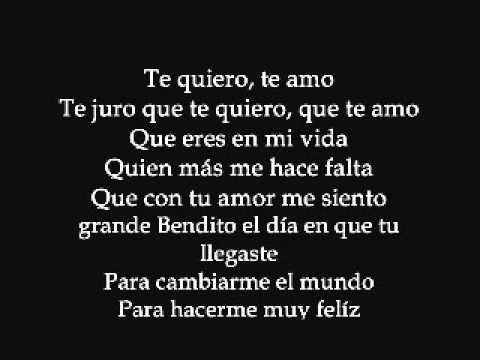 Te quiero, te amo
Te juro que te quiero, que te amo
Que eres en mi vida
Quien más me hace falta
Que con tu amor me siento
grande Bendito el día en que tu
llegaste
Para cambiarme el mundo
Para hacerme muy felíz